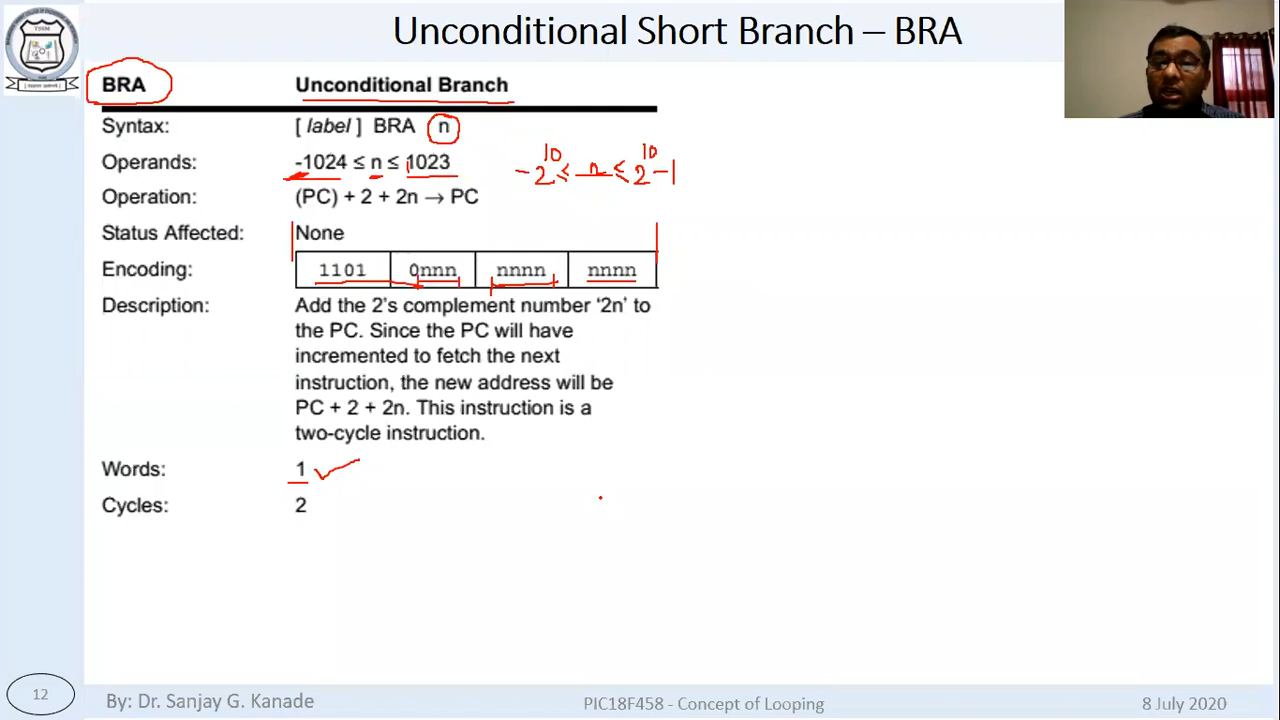 Unconditional Short Branch – BRA
BRA Unconditional Branch
Syntax: [ label ] BRA n
Operands: -1024 ≤ n ≤ 1023
-2^10 ≤ n ≤ 2^10 -1
Operation: (PC) + 2 + 2n → PC
Status Affected: None
Encoding: 1101 0nnn nnnn nnnn
Description: Add the 2’s complement number ‘2n’ to
the PC. Since the PC will have
incremented to fetch the next
instruction, the new address will be
PC + 2 + 2n. This instruction is a
two-cycle instruction.
Words: 1
Cycles: 2
12 By: Dr. Sanjay G. Kanade PIC18F458 - Concept of Looping 8 July 2020